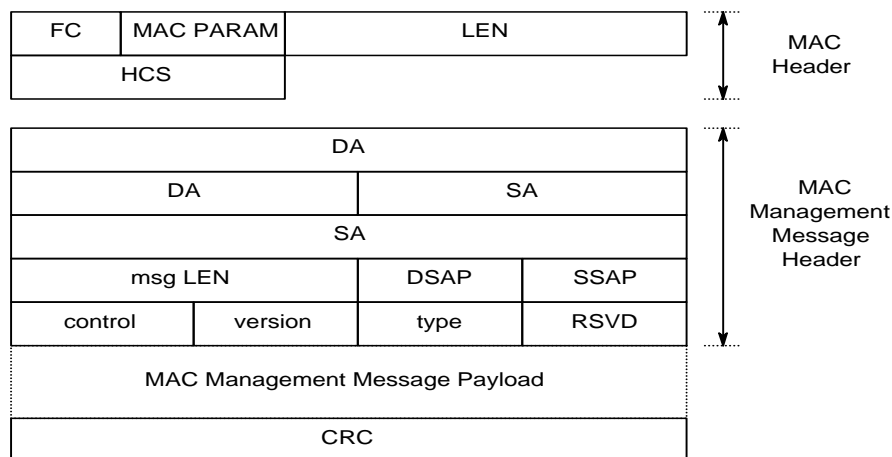 FC MAC PARAM LEN
HCS
MAC
Header
DA
DA SA
SA
msg LEN DSAP SSAP
control version type RSVD
MAC
Management
Message
Header
MAC Management Message Payload
CRC